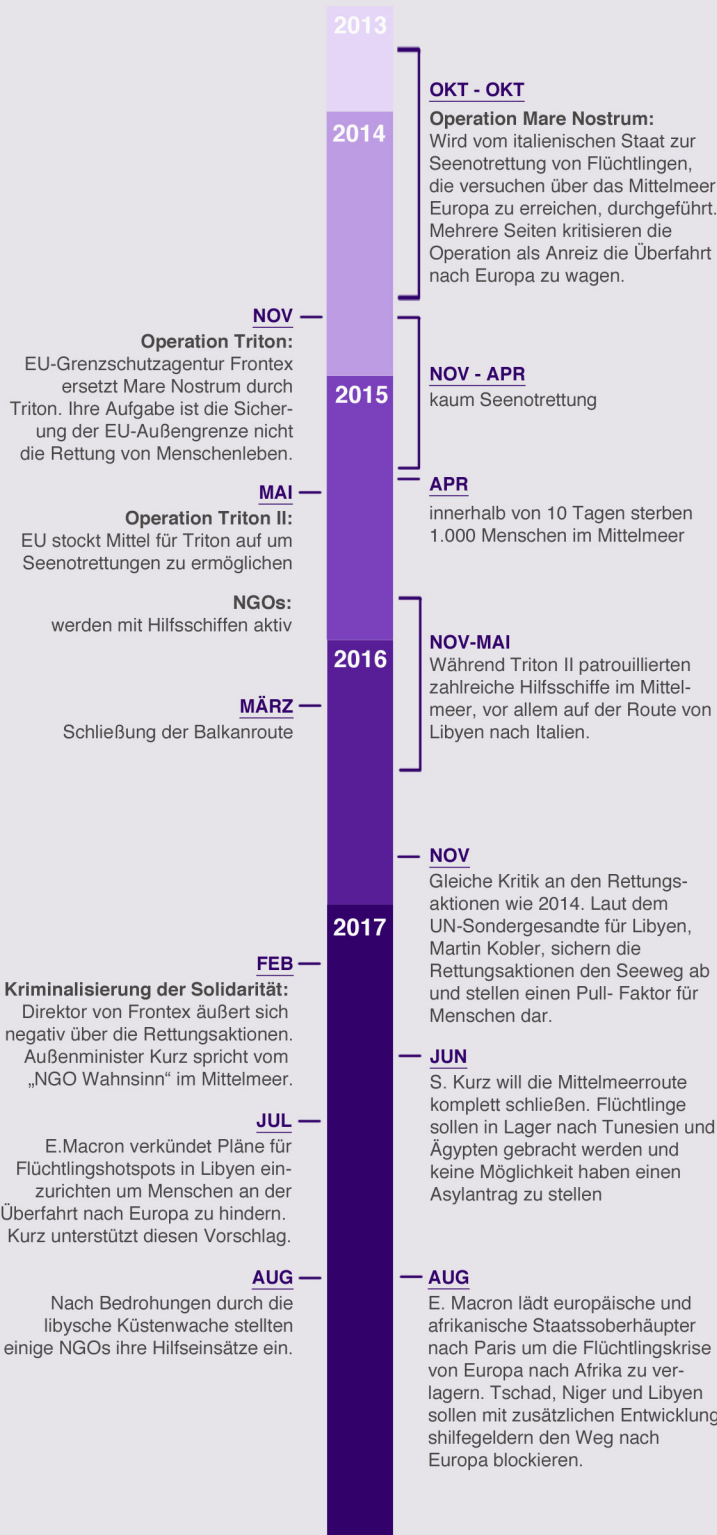 2013
OKT - OKT
Operation Mare Nostrum:
Wird vom italienischen Staat zur
Seenotrettung von Flüchtlingen,
die versuchen über das Mittelmeer
Europa zu erreichen, durchgeführt.
Mehrere Seiten kritisieren die
Operation als Anreiz die Überfahrt
nach Europa zu wagen.
2014
NOV
Operation Triton:
EU-Grenzschutzagentur Frontex
ersetzt Mare Nostrum durch
Triton. Ihre Aufgabe ist die Sicher-
ung der EU-Außengrenze nicht
die Rettung von Menschenleben.
NOV - APR
kaum Seenotrettung
2015
APR
innerhalb von 10 Tagen sterben
1.000 Menschen im Mittelmeer
MAI
Operation Triton II:
EU stockt Mittel für Triton auf um
Seenotrettungen zu ermöglichen
NGOs:
werden mit Hilfsschiffen aktiv
NOV-MAI
Während Triton II patrouillierten
zahlreiche Hilfsschiffe im Mittel-
meer, vor allem auf der Route von
Libyen nach Italien.
2016
MÄRZ
Schließung der Balkanroute
NOV
Gleiche Kritik an den Rettungs-
aktionen wie 2014. Laut dem
UN-Sondergesandte für Libyen,
Martin Kobler, sichern die
Rettungsaktionen den Seeweg ab
und stellen einen Pull- Faktor für
Menschen dar.
2017
FEB
Kriminalisierung der Solidarität:
Direktor von Frontex äußert sich
negativ über die Rettungsaktionen.
Außenminister Kurz spricht vom
„NGO Wahnsinn“ im Mittelmeer.
JUN
S. Kurz will die Mittelmeerroute
komplett schließen. Flüchtlinge
sollen in Lager nach Tunesien und
Ägypten gebracht werden und
keine Möglichkeit haben einen
Asylantrag zu stellen
JUL
E.Macron verkündet Pläne für
Flüchtlingshotspots in Libyen ein-
zurichten um Menschen an der
Überfahrt nach Europa zu hindern.
Kurz unterstützt diesen Vorschlag.
AUG
Nach Bedrohungen durch die
libysche Küstenwache stellten
einige NGOs ihre Hilfseinsätze ein.
AUG
E. Macron lädt europäische und
afrikanische Staatssoberhäupter
nach Paris um die Flüchtlingskrise
von Europa nach Afrika zu ver-
lagern. Tschad, Niger und Libyen
sollen mit zusätzlichen Entwicklung
shilfegeldern den Weg nach
Europa blockieren.